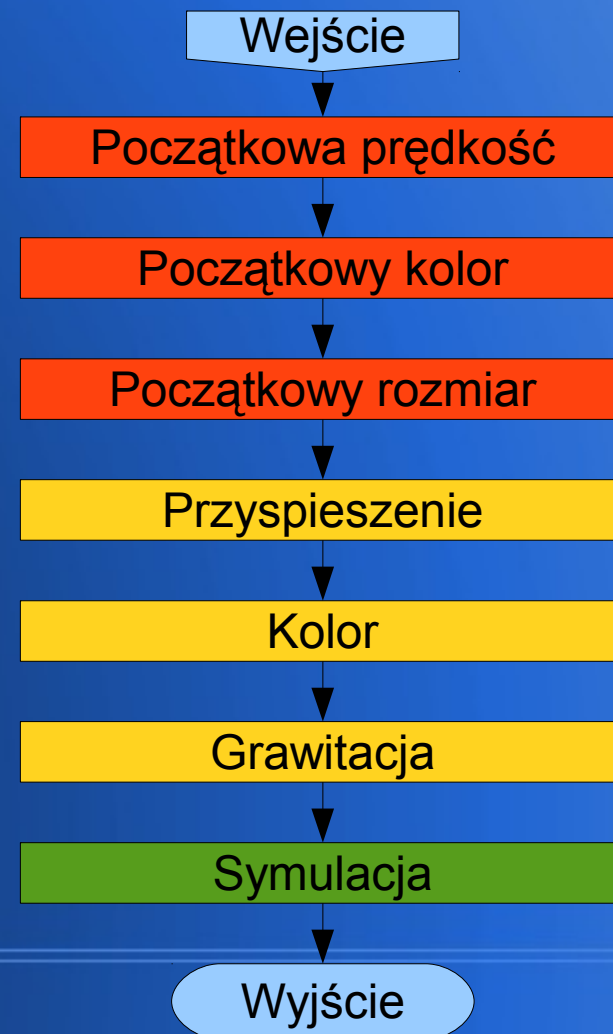 Wejście
Początkowa prędkość
Początkowy kolor
Początkowy rozmiar
Przyspieszenie
Kolor
Grawitacja
Symulacja
Wyjście